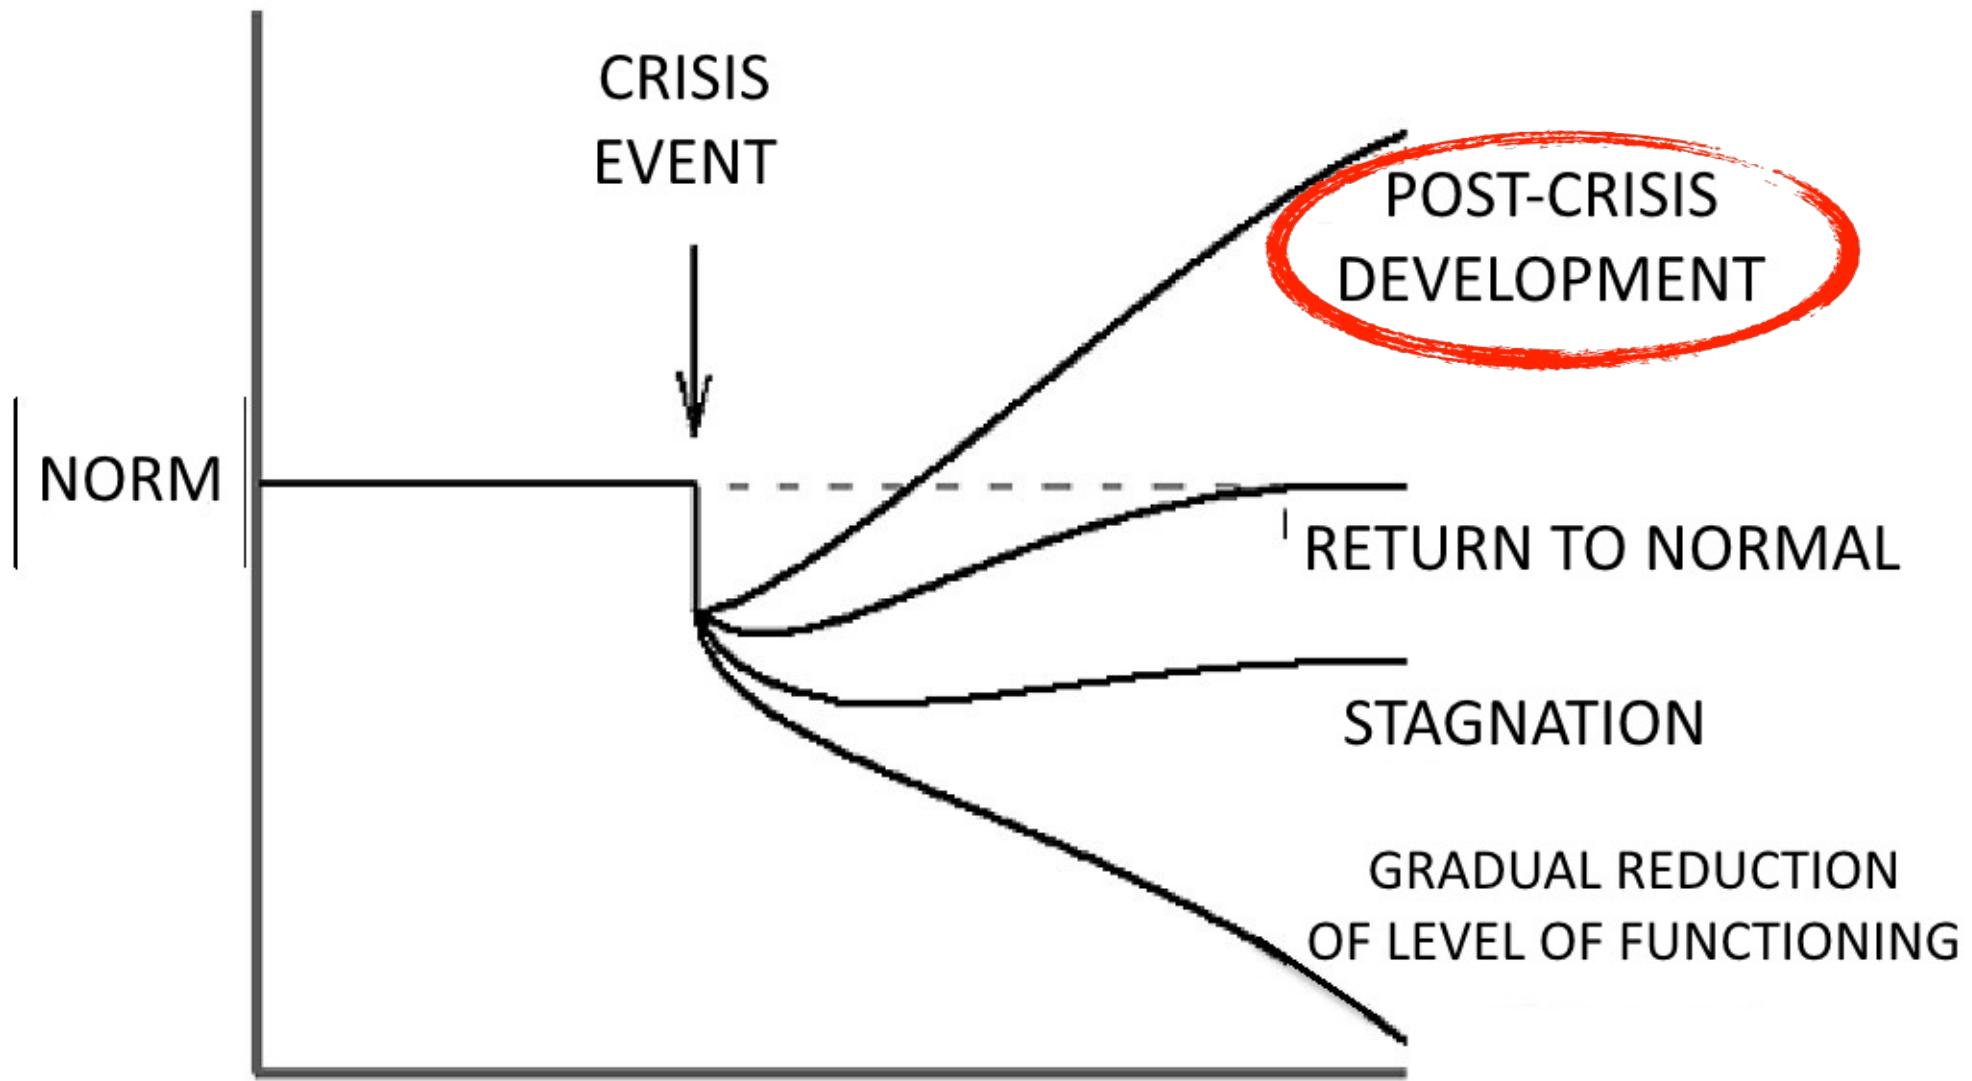 CRISIS
EVENT
POST-CRISIS
DEVELOPMENT
NORM
RETURN TO NORMAL
STAGNATION
GRADUAL REDUCTION
OF LEVEL OF FUNCTIONING